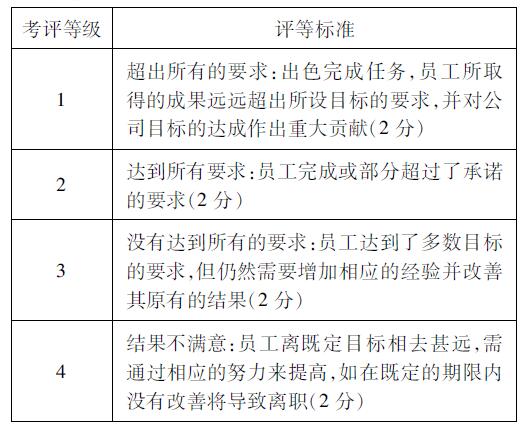 考评等级 评等标准
超出所有的要求:出色完成任务,员工所取
1 得的成果远远超出所设目标的要求,并对公
司目标的达成作出重大贡献(2 分)
达到所有要求:员工完成或部分超过了承诺
2 的要求(2 分)
没有达到所有的要求:员工达到了多数目标
3 的要求,但仍然需要增加相应的经验并改善
其原有的结果(2 分)
结果不满意:员工离既定目标相去甚远,需
4 通过相应的努力来提高,如在既定的期限内
没有改善将导致离职(2 分)